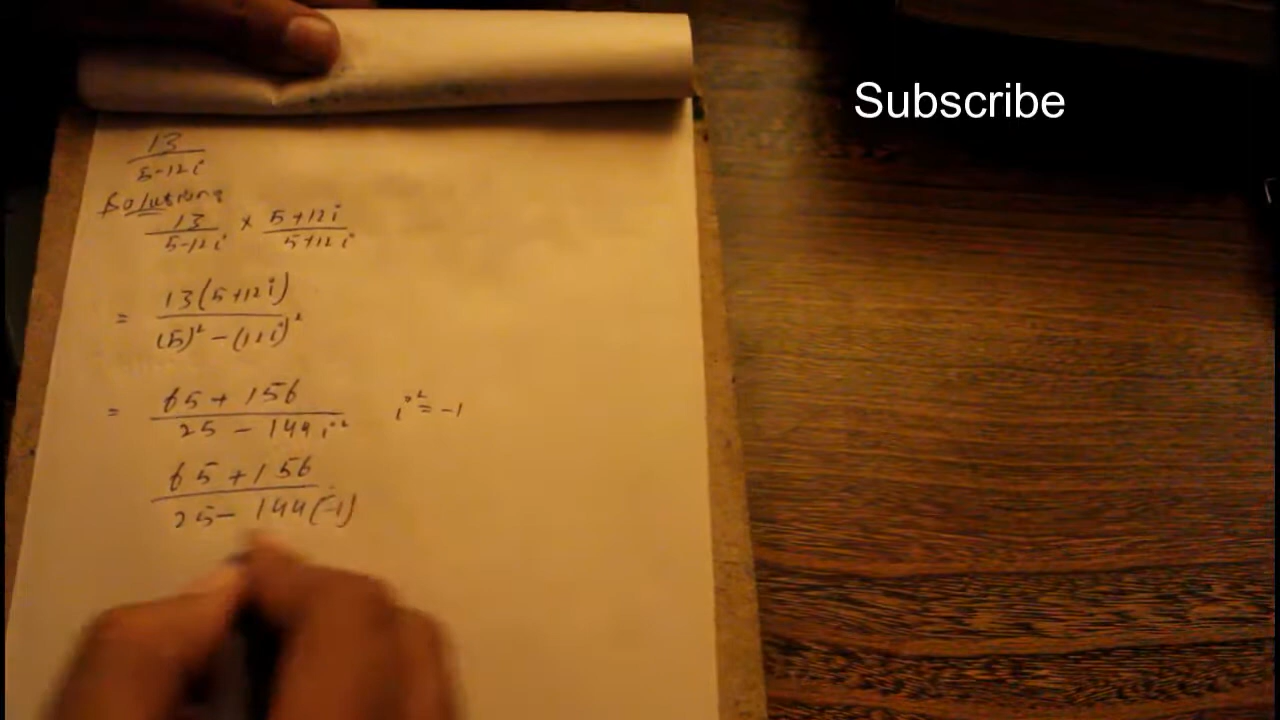 Subscribe
13
5-12i
Solutions
13 × 5+12i
5-12i 5+12i
= 13(5+12i)
(5)² - (12i)²
= 65 + 156
25 - 144i² i² = -1
65 + 156
25 - 144(-1)